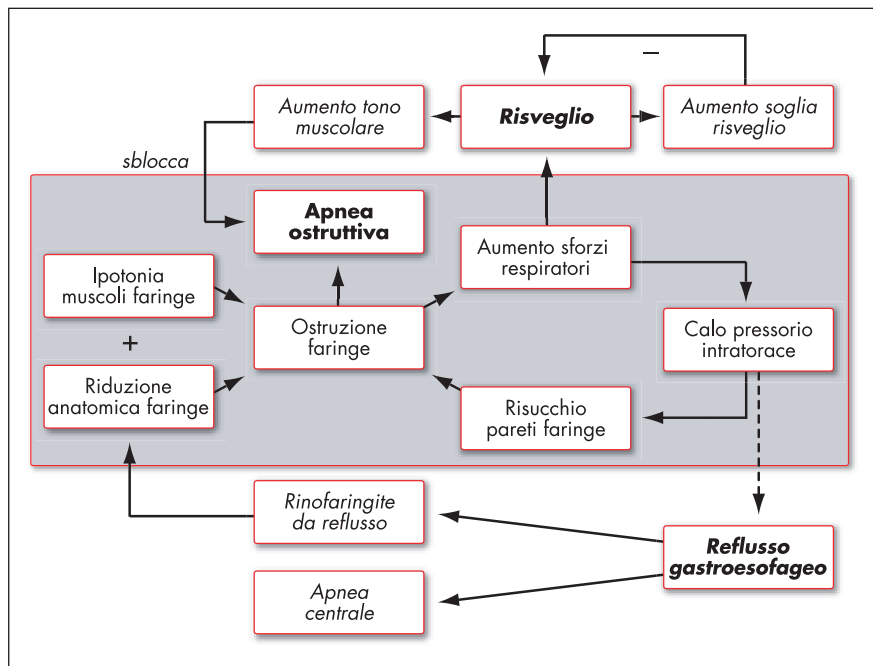 –
Aumento tono
muscolare
Risveglio
Aumento soglia
risveglio
sblocca
Apnea
ostruttiva
Aumento sforzi
respiratori
Ipotonia
muscoli faringe
+
Ostruzione
faringe
Calo pressorio
intratorace
Riduzione
anatomica faringe
Risucchio
pareti faringe
Rinofaringite
da reflusso
Reflusso
gastroesofageo
Apnea
centrale